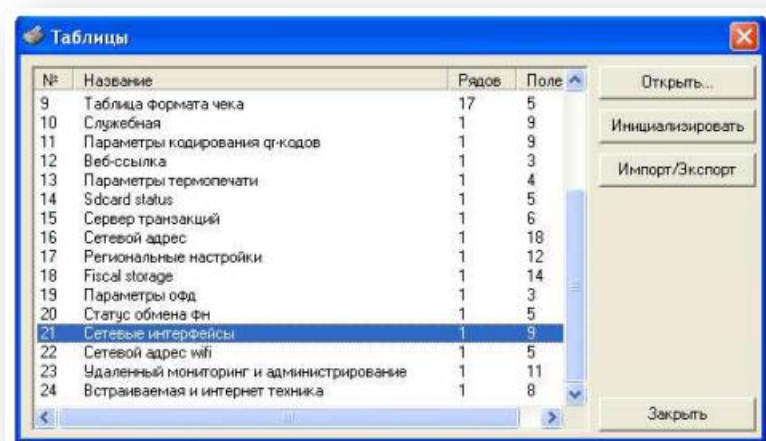 Таблицы
№ Название Рядов Поле
9 Таблица формата чека 17 5
10 Служебная 1 9
11 Параметры кодирования qr-кодов 1 9
12 Веб-ссылка 1 3
13 Параметры термопечати 1 4
14 Sdcard status 1 5
15 Сервер транзакций 1 6
16 Сетевой адрес 1 18
17 Региональные настройки 1 12
18 Fiscal storage 1 14
19 Параметры офд 1 3
20 Статус обмена фн 1 5
21 Сетевые интерфейсы 1 9
22 Сетевой адрес wifi 1 5
23 Удаленный мониторинг и администрирование 1 11
24 Встраиваемая и интернет техника 1 8
Открыть...
Инициализировать
Импорт/Экспорт
Закрыть